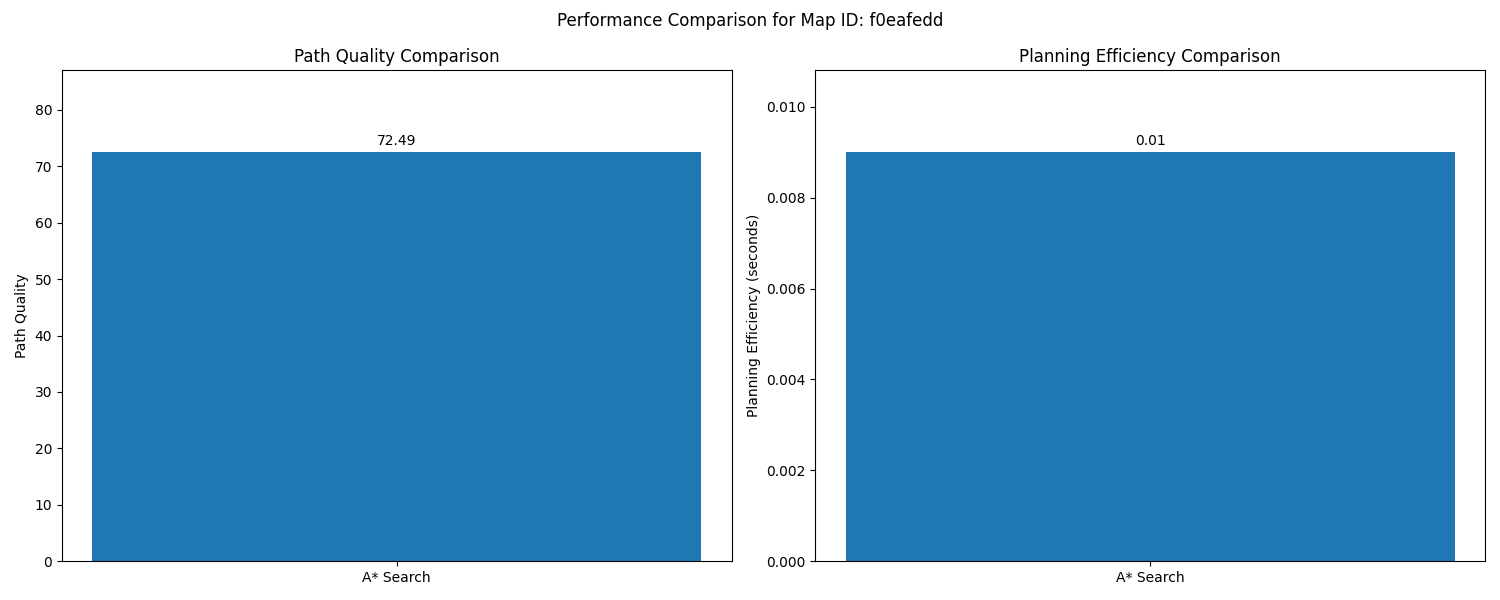 Performance Comparison for Map ID: f0eafedd
Path Quality Comparison
80
70
60
50
40
30
20
10
0
Path Quality
72.49
A* Search
Planning Efficiency Comparison
0.010
0.008
0.006
0.004
0.002
0.000
Planning Efficiency (seconds)
0.01
A* Search